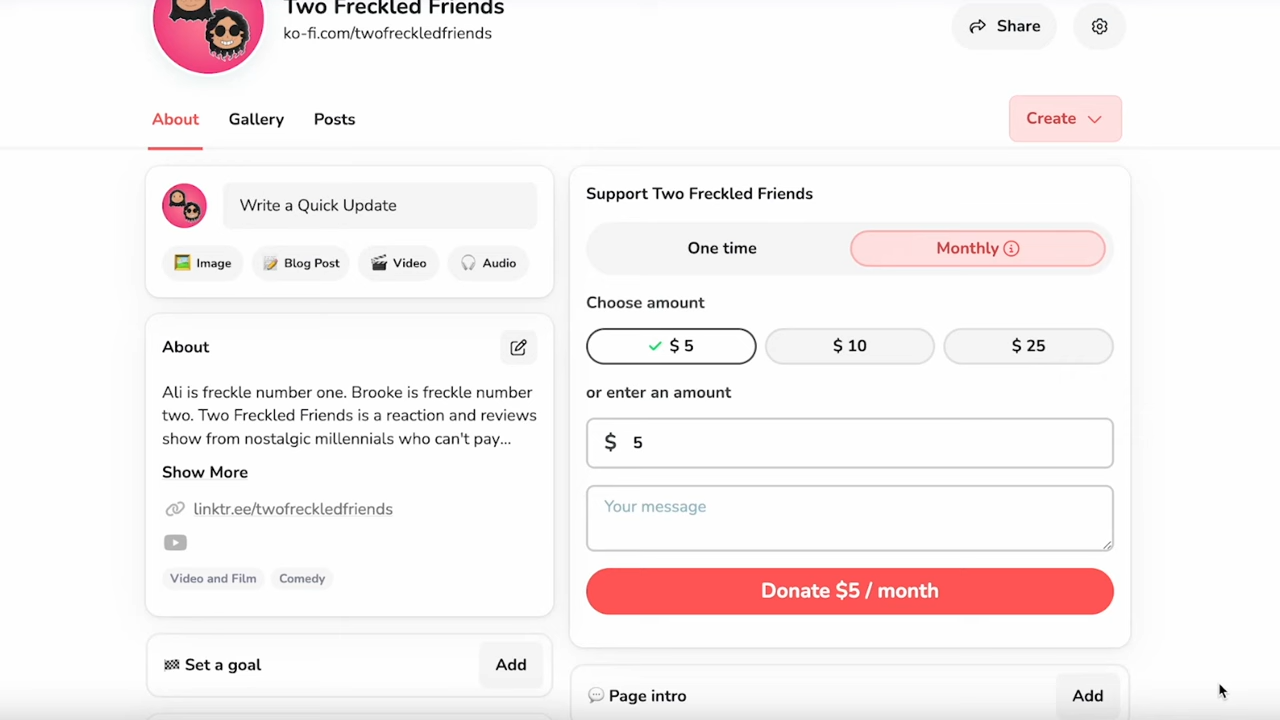 Two Freckled Friends
ko-fi.com/twofreckledfriends
Share
About
Gallery
Posts
Create
Write a Quick Update
Image
Blog Post
Video
Audio
About
Ali is freckle number one. Brooke is freckle number
two. Two Freckled Friends is a reaction and reviews
show from nostalgic millennials who can't pay...
Show More
linktr.ee/twofreckledfriends
Video and Film
Comedy
Set a goal
Add
Support Two Freckled Friends
One time
Monthly
Choose amount
$ 5
$ 10
$ 25
or enter an amount
$ 5
Your message
Donate $5 / month
Page intro
Add